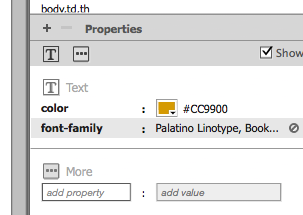 body,td,th
+ − Properties
T ... Show
T Text
color : #CC9900
font-family : Palatino Linotype, Book...
... More
add property : add value